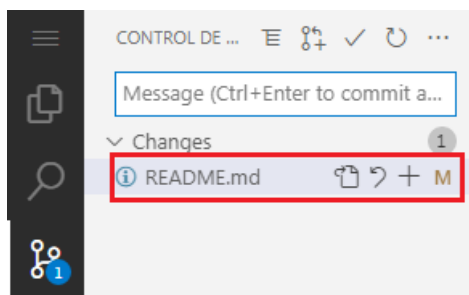 CONTROL DE ...
Message (Ctrl+Enter to commit a...
Changes 1
README.md M
1